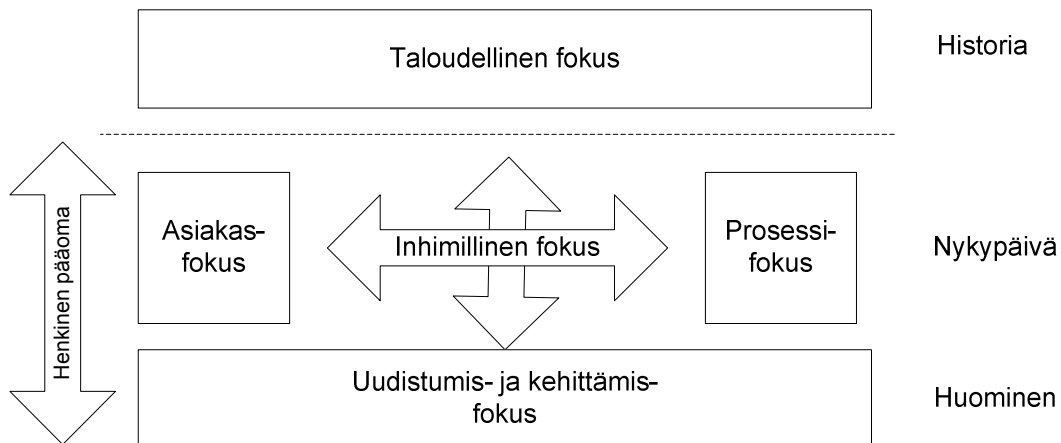 Taloudellinen fokus
Historia
Henkinen pääoma
Asiakas-
fokus
Inhimillinen fokus
Prosessi-
fokus
Nykypäivä
Uudistumis- ja kehittämis-
fokus
Huominen